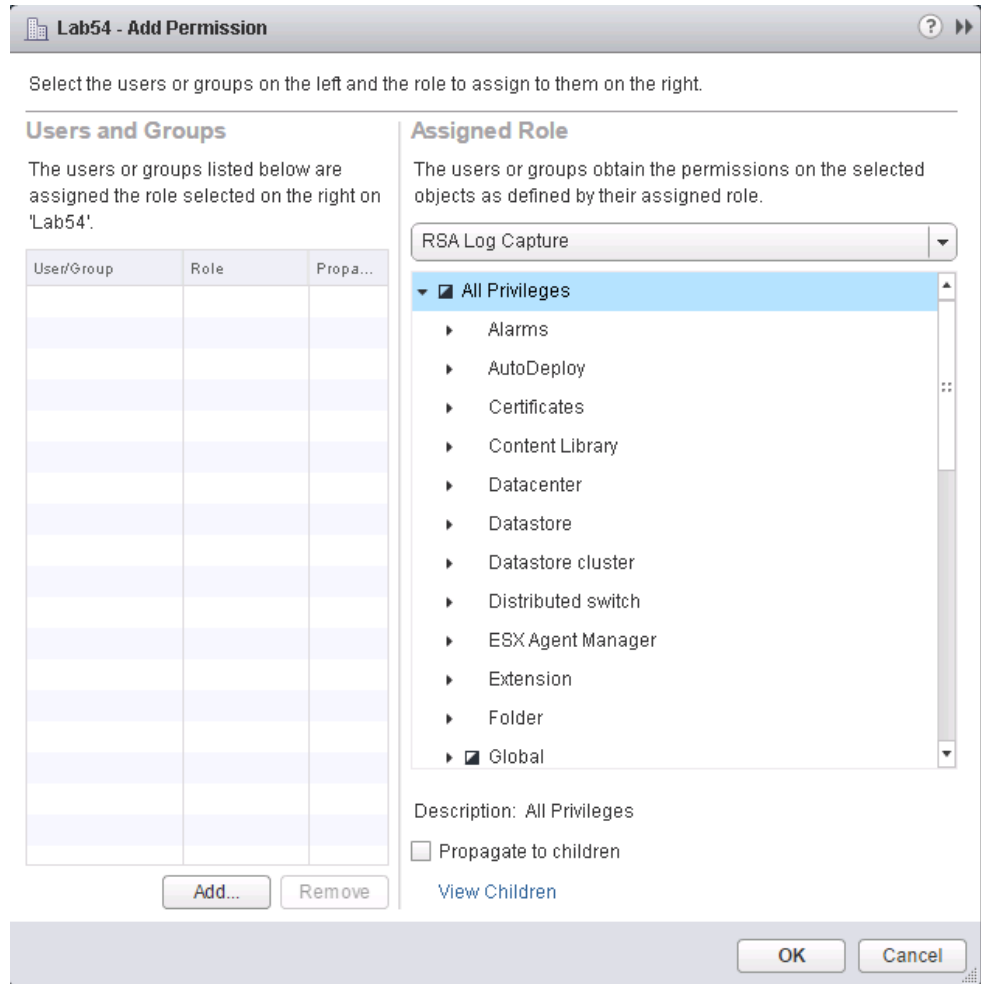 Lab54 - Add Permission
?
Select the users or groups on the left and the role to assign to them on the right.
Users and Groups
The users or groups listed below are
assigned the role selected on the right on
'Lab54'.
User/Group Role Propa...
Add... Remove
Assigned Role
The users or groups obtain the permissions on the selected
objects as defined by their assigned role.
RSA Log Capture
All Privileges
Alarms
AutoDeploy
Certificates
Content Library
Datacenter
Datastore
Datastore cluster
Distributed switch
ESX Agent Manager
Extension
Folder
Global
Description: All Privileges
Propagate to children
View Children
OK Cancel